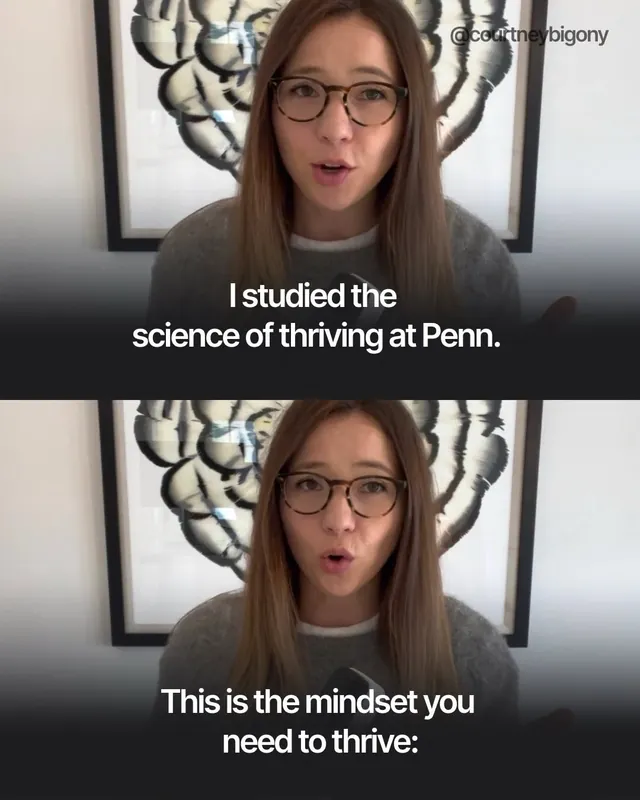 @courtneybigony
I studied the
science of thriving at Penn.
This is the mindset you
need to thrive: